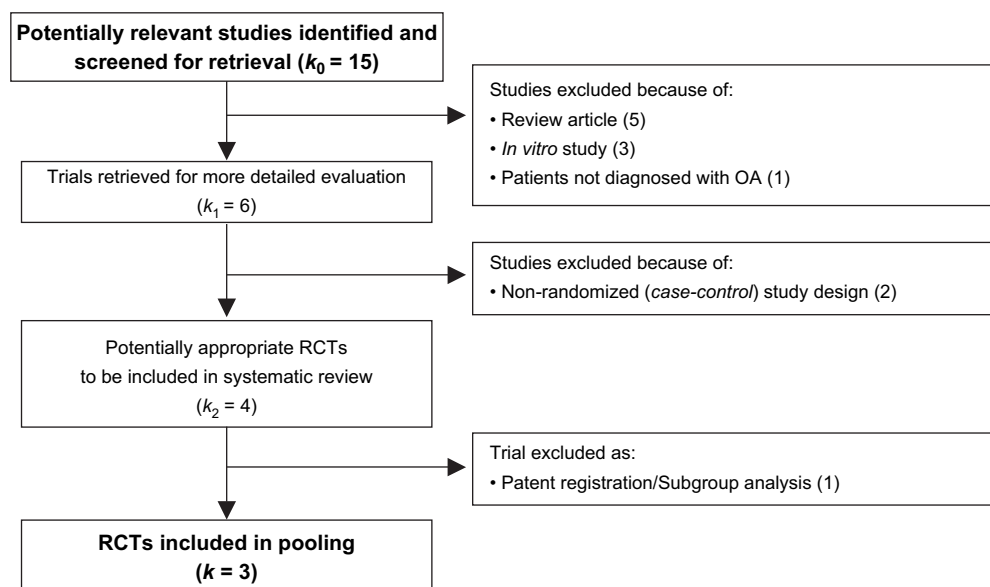 Potentially relevant studies identified and
screened for retrieval (k0 = 15)
Studies excluded because of:
• Review article (5)
• In vitro study (3)
• Patients not diagnosed with OA (1)
Trials retrieved for more detailed evaluation
(k1 = 6)
Studies excluded because of:
• Non-randomized (case-control) study design (2)
Potentially appropriate RCTs
to be included in systematic review
(k2 = 4)
Trial excluded as:
• Patent registration/Subgroup analysis (1)
RCTs included in pooling
(k = 3)